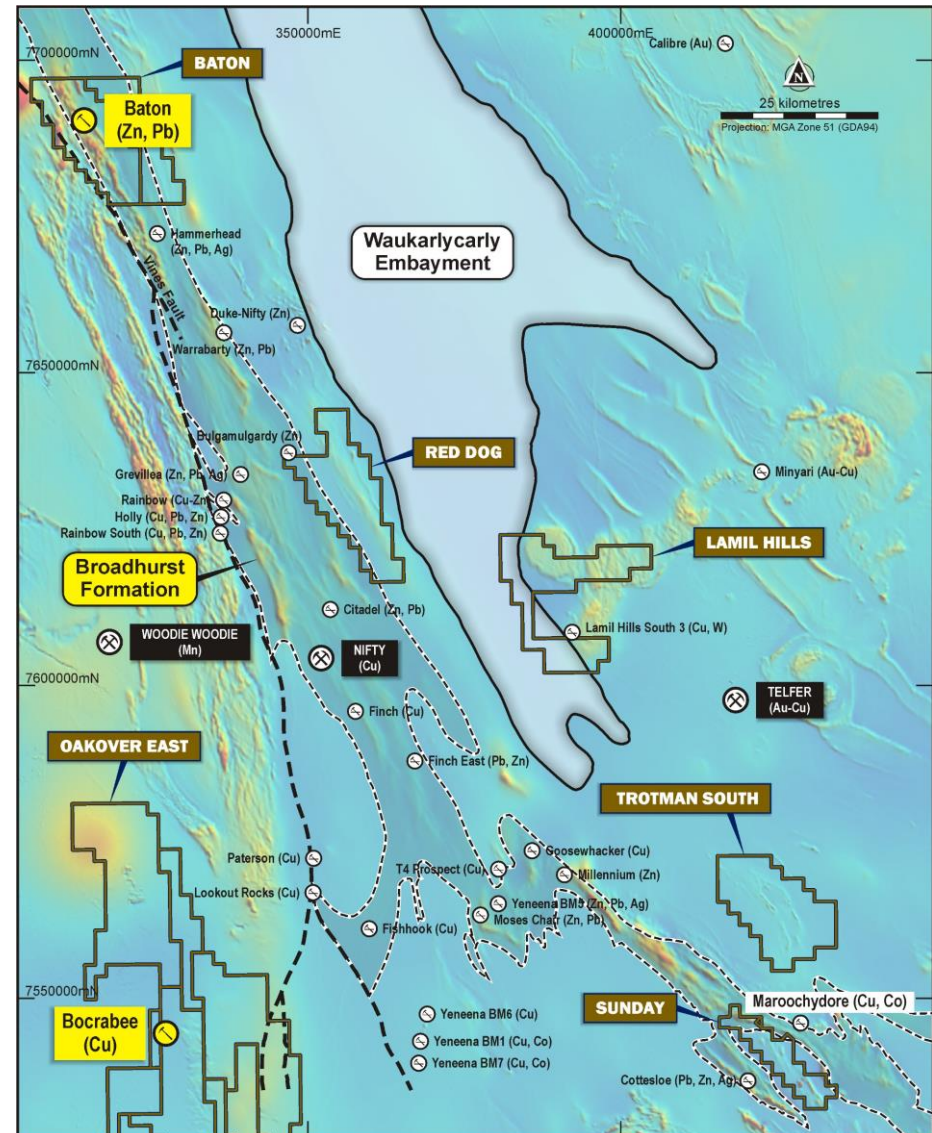 350000mE
400000mE
7700000mN
Calibre (Au)
BATON
N
25 kilometres
Projection: MGA Zone 51 (GDA94)
Baton
(Zn, Pb)
Hammerhead
(Zn, Pb, Ag)
Waukarlycarly
Embayment
Vines Fault
Duke-Nifty (Zn)
Warrabarty (Zn, Pb)
7650000mN
Bulgamulgardy (Zn)
RED DOG
Grevillea (Zn, Pb, Ag)
Minyari (Au-Cu)
Rainbow (Cu-Zn)
Holly (Cu, Pb, Zn)
Rainbow South (Cu, Pb, Zn)
LAMIL HILLS
Broadhurst
Formation
Citadel (Zn, Pb)
Lamil Hills South 3 (Cu, W)
WOODIE WOODIE
(Mn)
NIFTY
(Cu)
7600000mN
TELFER
(Au-Cu)
Finch (Cu)
OAKOVER EAST
Finch East (Pb, Zn)
TROTMAN SOUTH
Goosewhacker (Cu)
Paterson (Cu)
T4 Prospect (Cu)
Millennium (Zn)
Lookout Rocks (Cu)
Yeneena BM5 (Zn, Pb, Ag)
Moses Chair (Zn, Pb)
Fishhook (Cu)
7550000mN
Maroochydore (Cu, Co)
SUNDAY
Yeneena BM6 (Cu)
Bocrabee
(Cu)
Yeneena BM1 (Cu, Co)
Yeneena BM7 (Cu, Co)
Cottesloe (Pb, Zn, Ag)